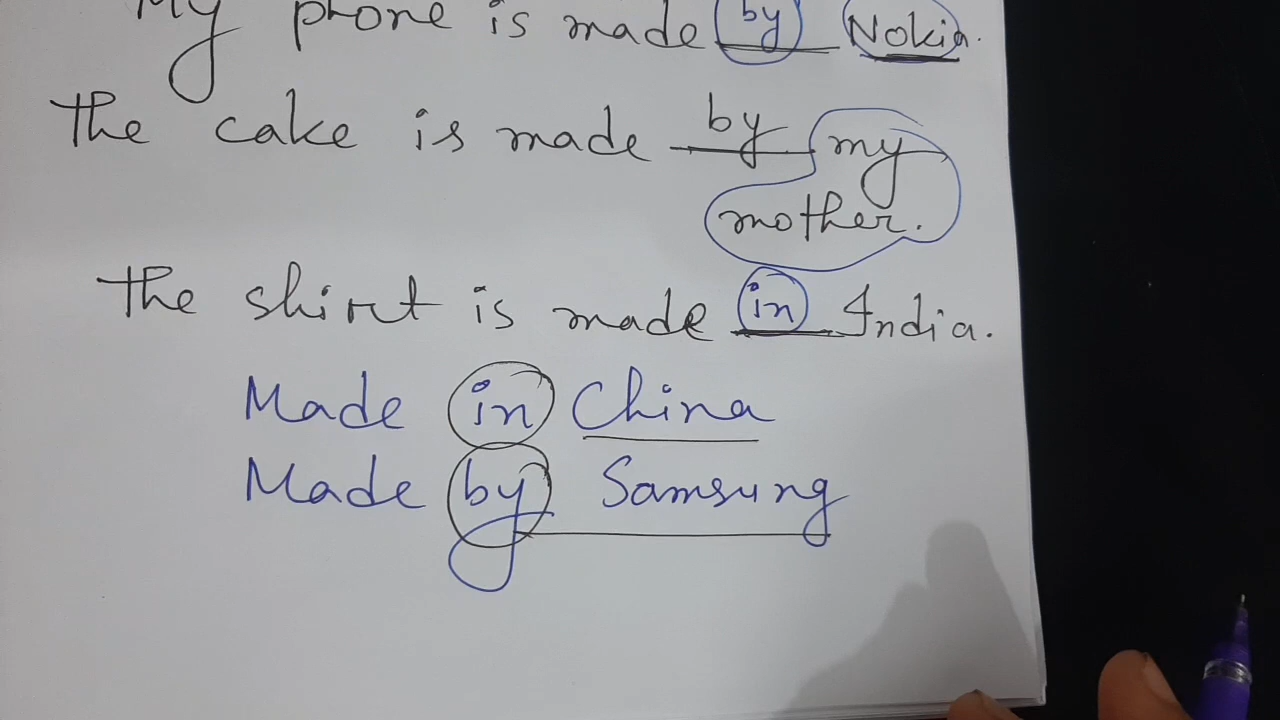 My phone is made by Nokia.
The cake is made by my
mother.
The shirt is made in India.
Made in China
Made by Samsung